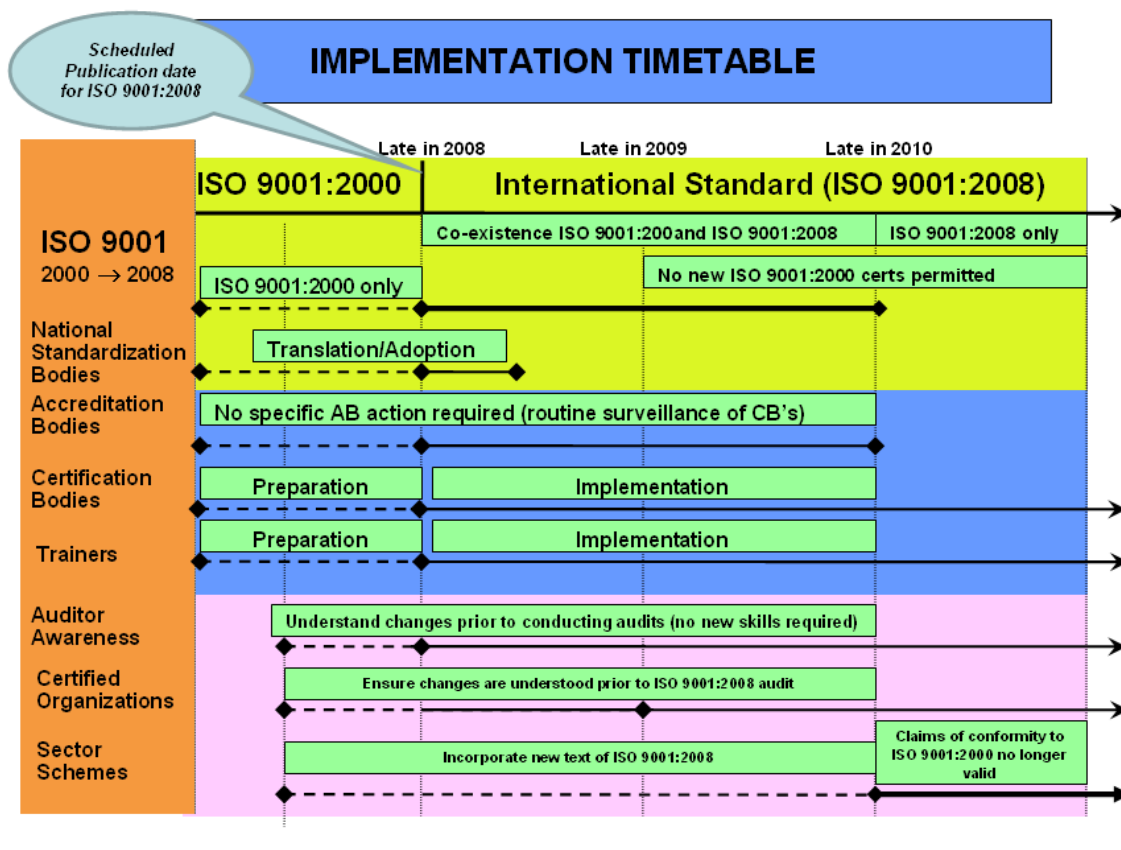 Scheduled
Publication date
for ISO 9001:2008
IMPLEMENTATION TIMETABLE
Late in 2008
Late in 2009
Late in 2010
ISO 9001:2000
International Standard (ISO 9001:2008)
ISO 9001
2000 → 2008
Co-existence ISO 9001:200and ISO 9001:2008
ISO 9001:2008 only
ISO 9001:2000 only
No new ISO 9001:2000 certs permitted
National
Standardization
Bodies
Translation/Adoption
Accreditation
Bodies
No specific AB action required (routine surveillance of CB's)
Certification
Bodies
Preparation
Implementation
Trainers
Preparation
Implementation
Auditor
Awareness
Understand changes prior to conducting audits (no new skills required)
Certified
Organizations
Ensure changes are understood prior to ISO 9001:2008 audit
Sector
Schemes
Incorporate new text of ISO 9001:2008
Claims of conformity to
ISO 9001:2000 no longer
valid